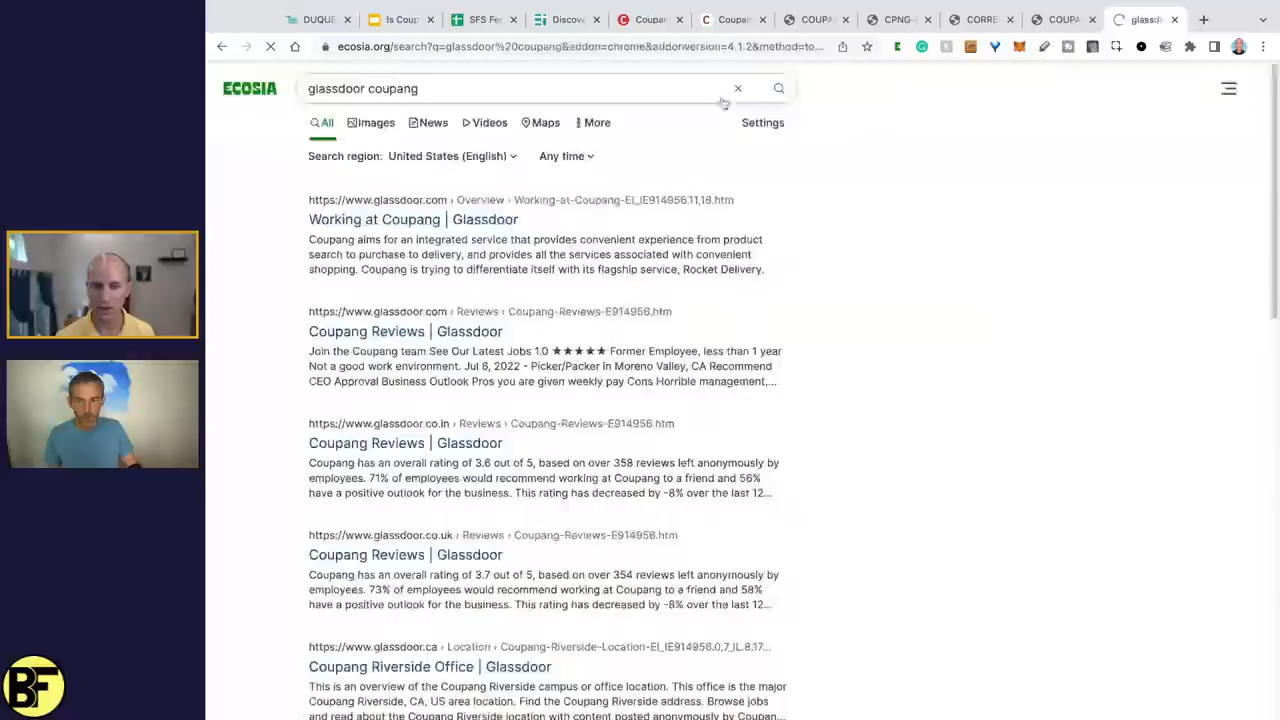 DUQUE
Is Coup
SFS Fe
Discov
Coupan
Coupan
COUPA
CPNG-
CORRE
COUPA
glassdo
ecosia.org/search?q=glassdoor%20coupang&addon=chrome&addonversion=4.1.2&method=to...
ECOSIA
glassdoor coupang
All
Images
News
Videos
Maps
More
Settings
Search region: United States (English)
Any time
https://www.glassdoor.com › Overview › Working-at-Coupang-EI_IE914956.11,18.htm
Working at Coupang | Glassdoor
Coupang aims for an integrated service that provides convenient experience from product
search to purchase to delivery, and provides all the services associated with convenient
shopping. Coupang is trying to differentiate itself with its flagship service, Rocket Delivery.
https://www.glassdoor.com › Reviews › Coupang-Reviews-E914956.htm
Coupang Reviews | Glassdoor
Join the Coupang team See Our Latest Jobs 1.0 ★★★★★ Former Employee, less than 1 year
Not a good work environment. Jul 6, 2022 - Picker/Packer in Moreno Valley, CA Recommend
CEO Approval Business Outlook Pros you are given weekly pay Cons Horrible management,...
https://www.glassdoor.co.in › Reviews › Coupang-Reviews-E914956.htm
Coupang Reviews | Glassdoor
Coupang has an overall rating of 3.6 out of 5, based on over 358 reviews left anonymously by
employees. 71% of employees would recommend working at Coupang to a friend and 56%
have a positive outlook for the business. This rating has decreased by -8% over the last 12...
https://www.glassdoor.co.uk › Reviews › Coupang-Reviews-E914956.htm
Coupang Reviews | Glassdoor
Coupang has an overall rating of 3.7 out of 5, based on over 354 reviews left anonymously by
employees. 73% of employees would recommend working at Coupang to a friend and 58%
have a positive outlook for the business. This rating has decreased by -8% over the last 12...
https://www.glassdoor.ca › Location › Coupang-Riverside-Location-EI_IE914956.0,7_IL.8,17...
Coupang Riverside Office | Glassdoor
This is an overview of the Coupang Riverside campus or office location. This office is the major
Coupang Riverside, CA, US area location. Find the Coupang Riverside address. Browse jobs
and read about the Coupang Riverside location with content posted anonymously by Coupan...
BF